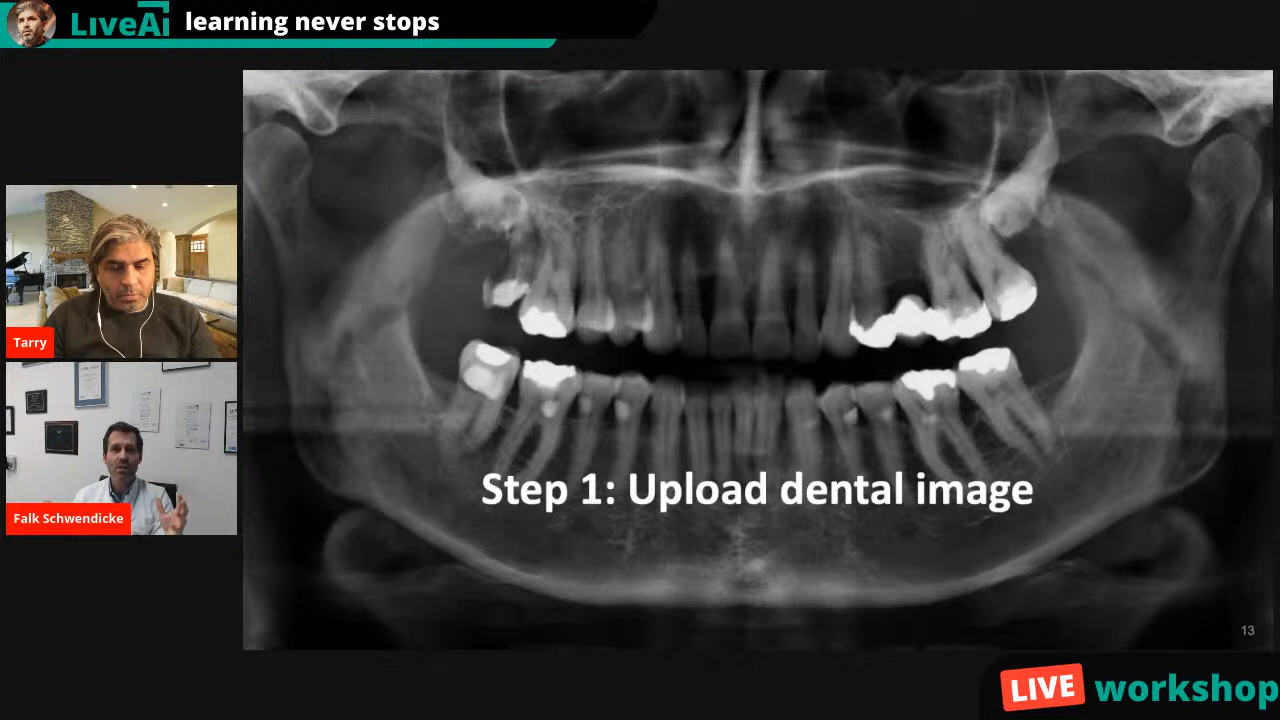 LiveAi learning never stops
Tarry
Falk Schwendicke
Step 1: Upload dental image
13
LIVE workshop